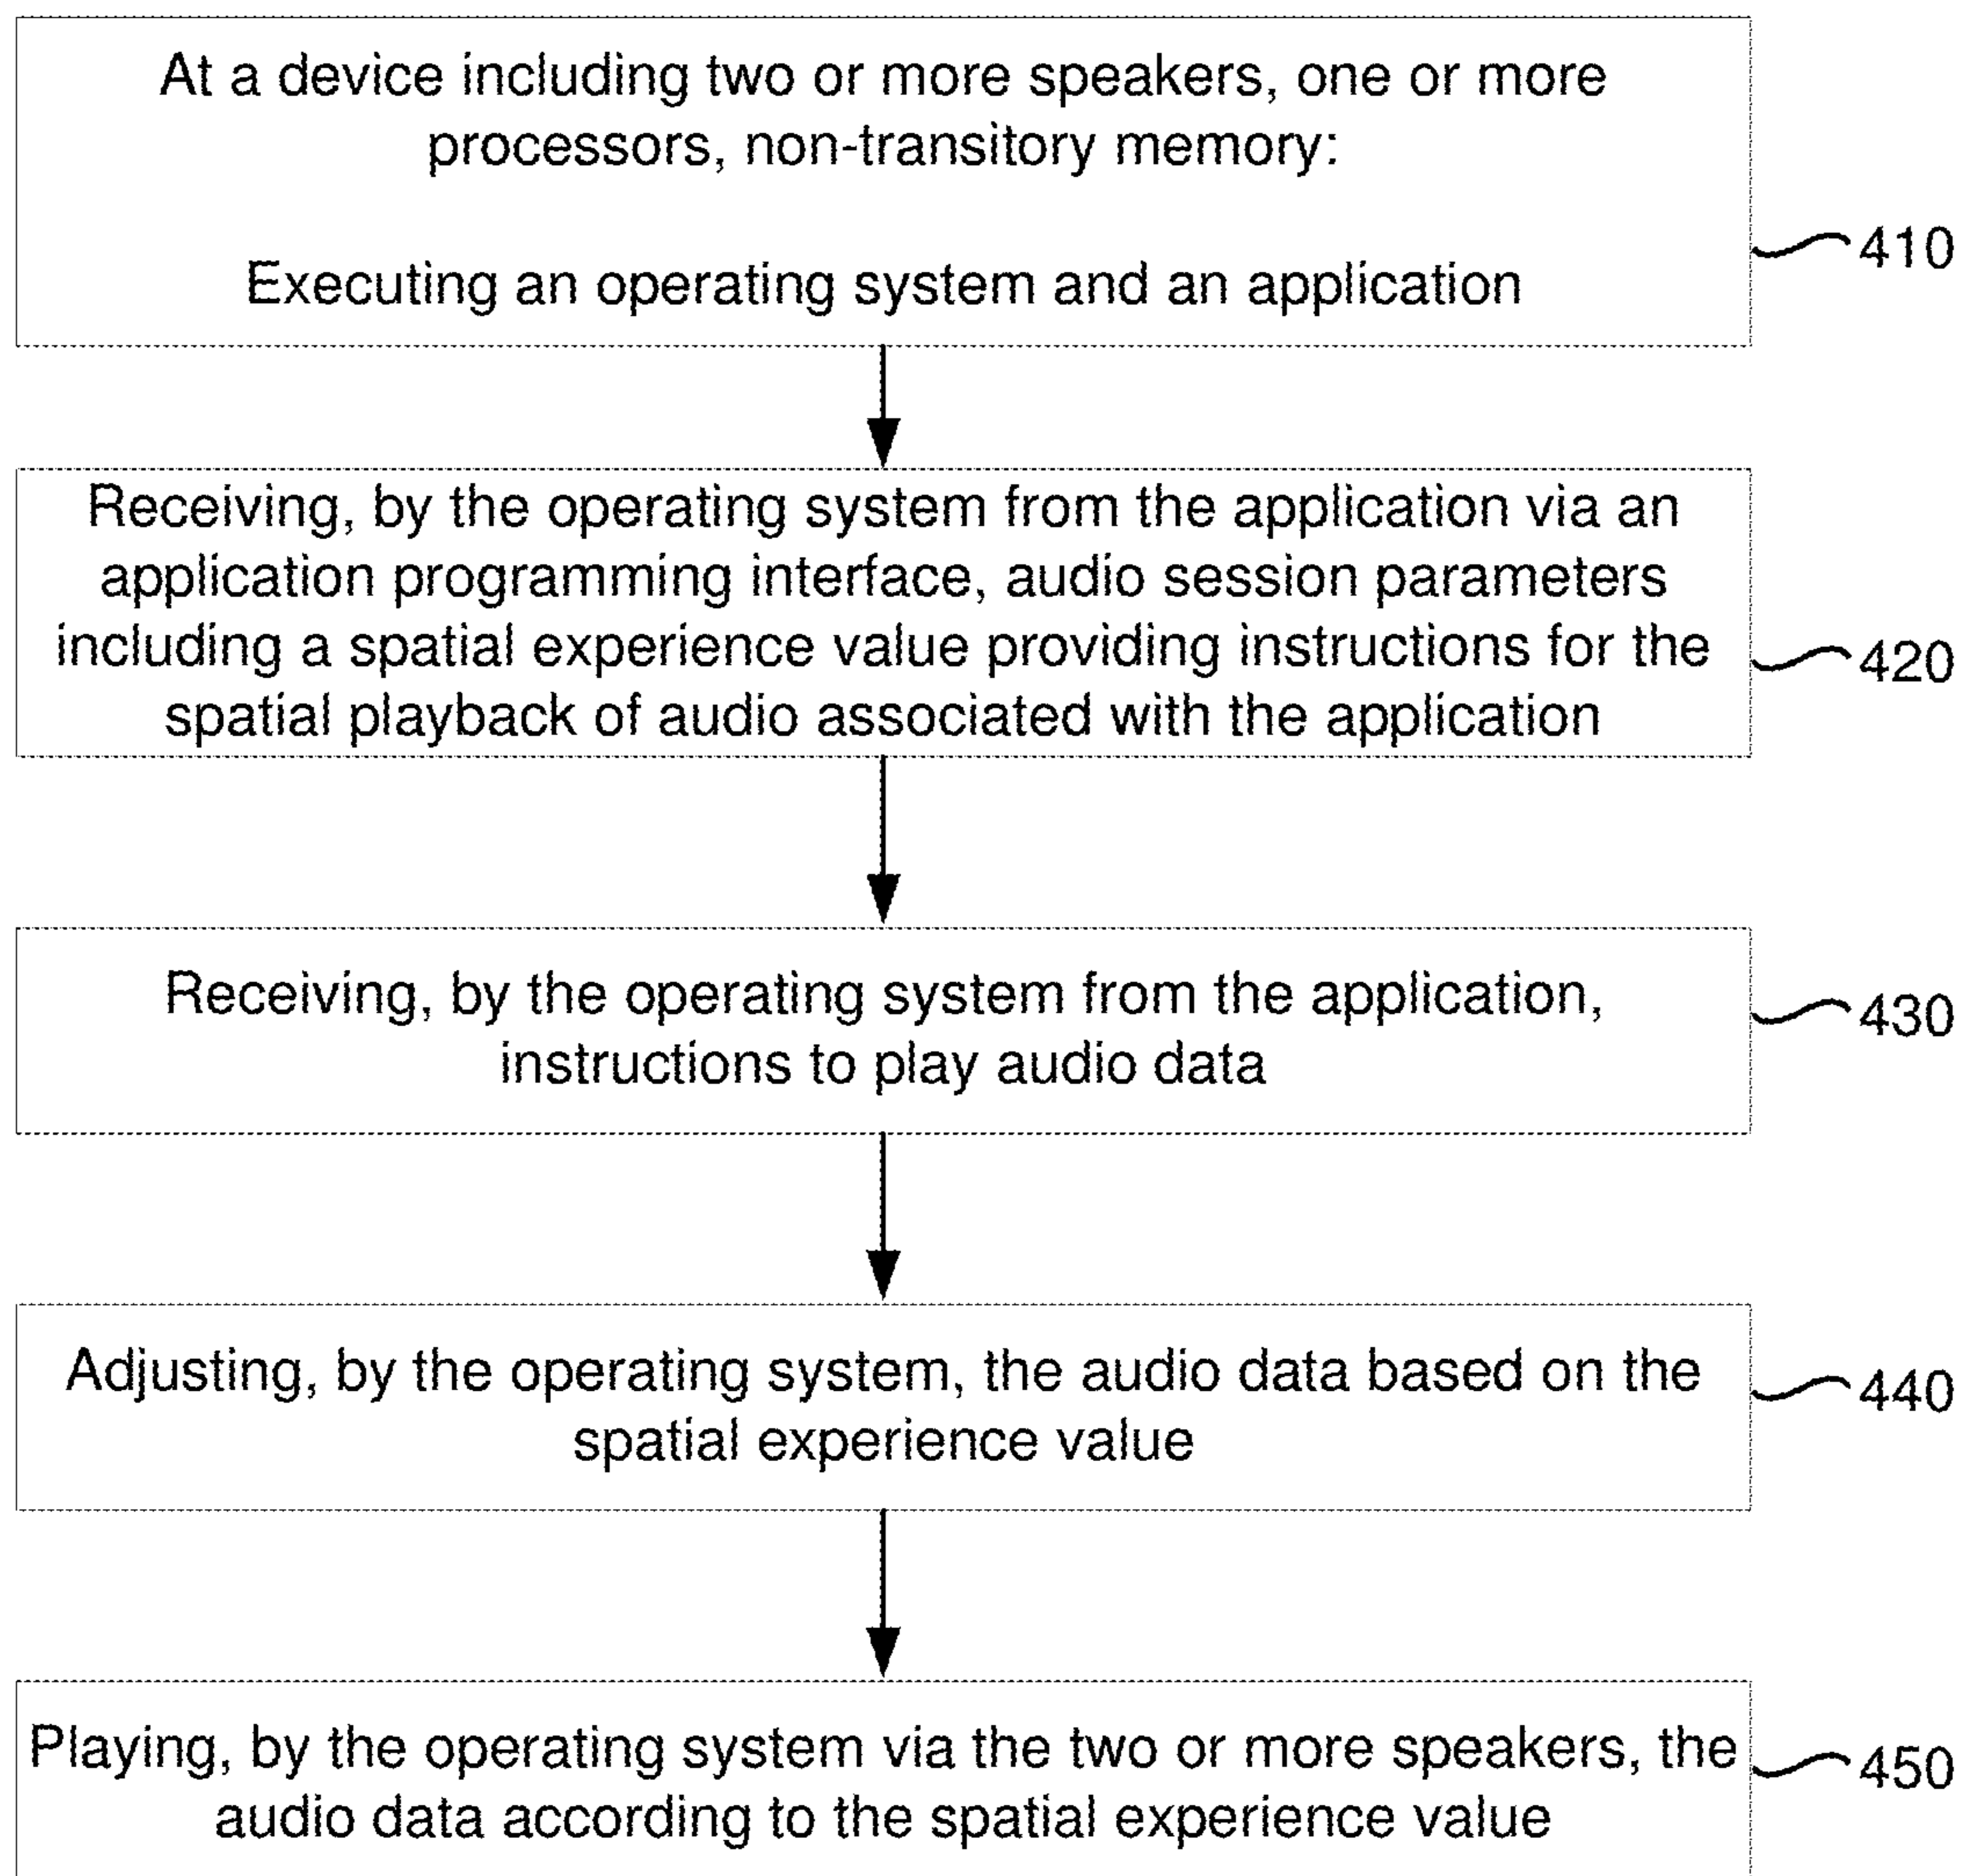 At a device including two or more speakers, one or more
processors, non-transitory memory:
Executing an operating system and an application
410
Receiving, by the operating system from the application via an
application programming interface, audio session parameters
including a spatial experience value providing instructions for the
spatial playback of audio associated with the application
420
Receiving, by the operating system from the application,
instructions to play audio data
430
Adjusting, by the operating system, the audio data based on the
spatial experience value
440
Playing, by the operating system via the two or more speakers, the
audio data according to the spatial experience value
450